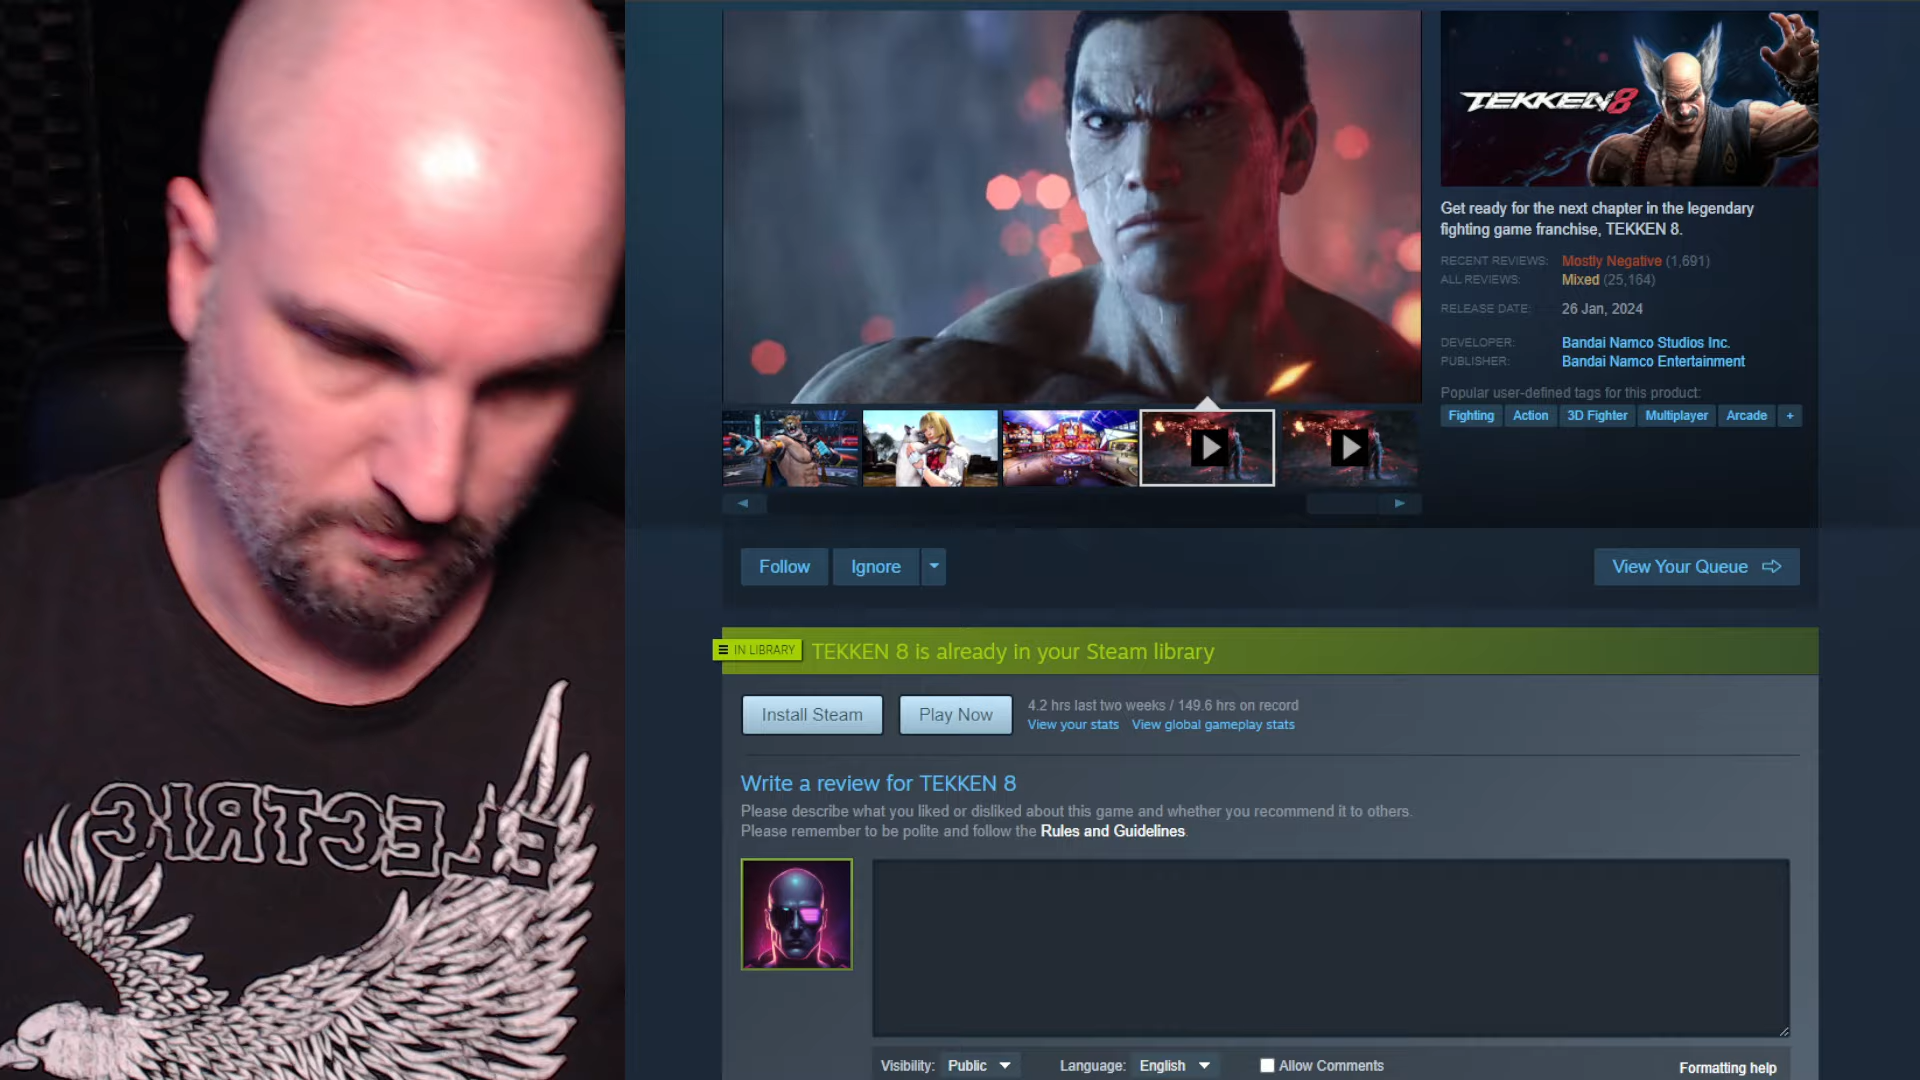 ELECTRIC
TEKKEN 8
Get ready for the next chapter in the legendary
fighting game franchise, TEKKEN 8.
RECENT REVIEWS: Mostly Negative (1,691)
ALL REVIEWS: Mixed (25,164)
RELEASE DATE: 26 Jan, 2024
DEVELOPER: Bandai Namco Studios Inc.
PUBLISHER: Bandai Namco Entertainment
Popular user-defined tags for this product:
Fighting Action 3D Fighter Multiplayer Arcade +
Follow Ignore View Your Queue
IN LIBRARY TEKKEN 8 is already in your Steam library
Install Steam Play Now 4.2 hrs last two weeks / 149.6 hrs on record
View your stats View global gameplay stats
Write a review for TEKKEN 8
Please describe what you liked or disliked about this game and whether you recommend it to others.
Please remember to be polite and follow the Rules and Guidelines.
Visibility: Public Language: English Allow Comments Formatting help